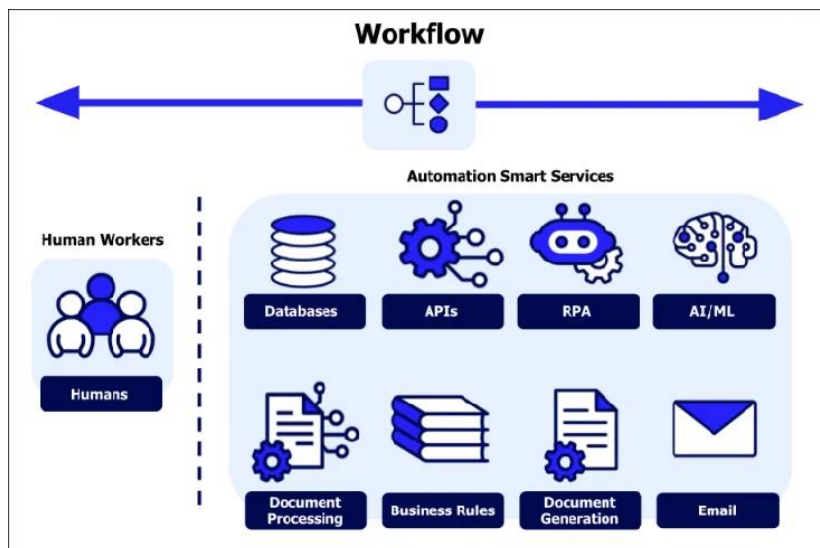 Workflow
Automation Smart Services
Human Workers
Humans
Databases
APIs
RPA
AI/ML
Document
Processing
Business Rules
Document
Generation
Email